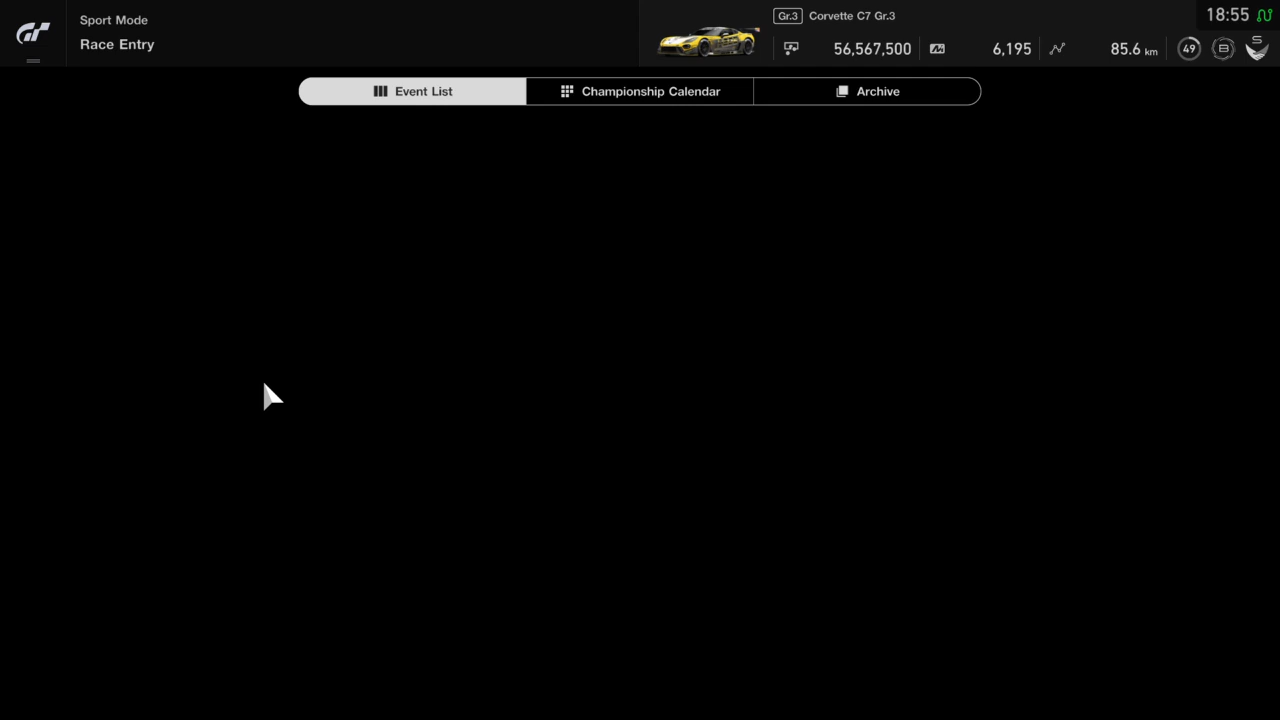 Sport Mode
Race Entry
Gr.3 Corvette C7 Gr.3
18:55
56,567,500
6,195
85.6 km
49
B
S
Event List
Championship Calendar
Archive